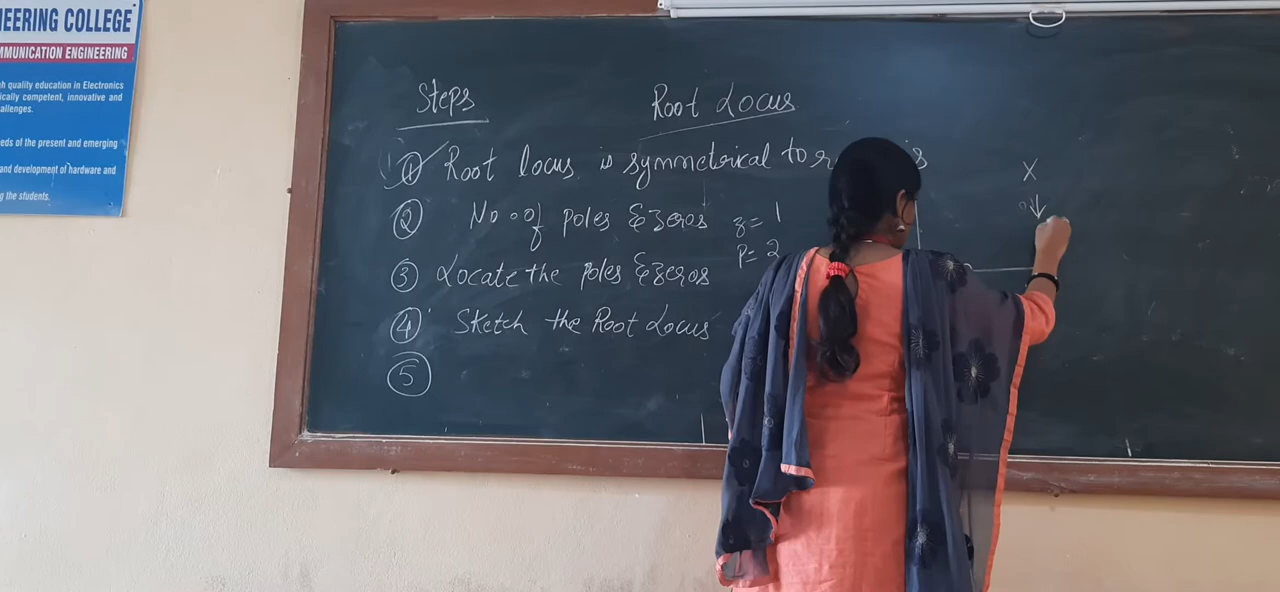 NEERING COLLEGE
MMUNICATION ENGINEERING
h quality education in Electronics
ically competent, innovative and
allenges.
eeds of the present and emerging
and development of hardware and
g the students.
Steps
Root Locus
① Root locus is symmetrical to
② No. of poles & zeros z = 1
P = 2
③ Locate the poles & zeros
④ Sketch the Root Locus
⑤
X